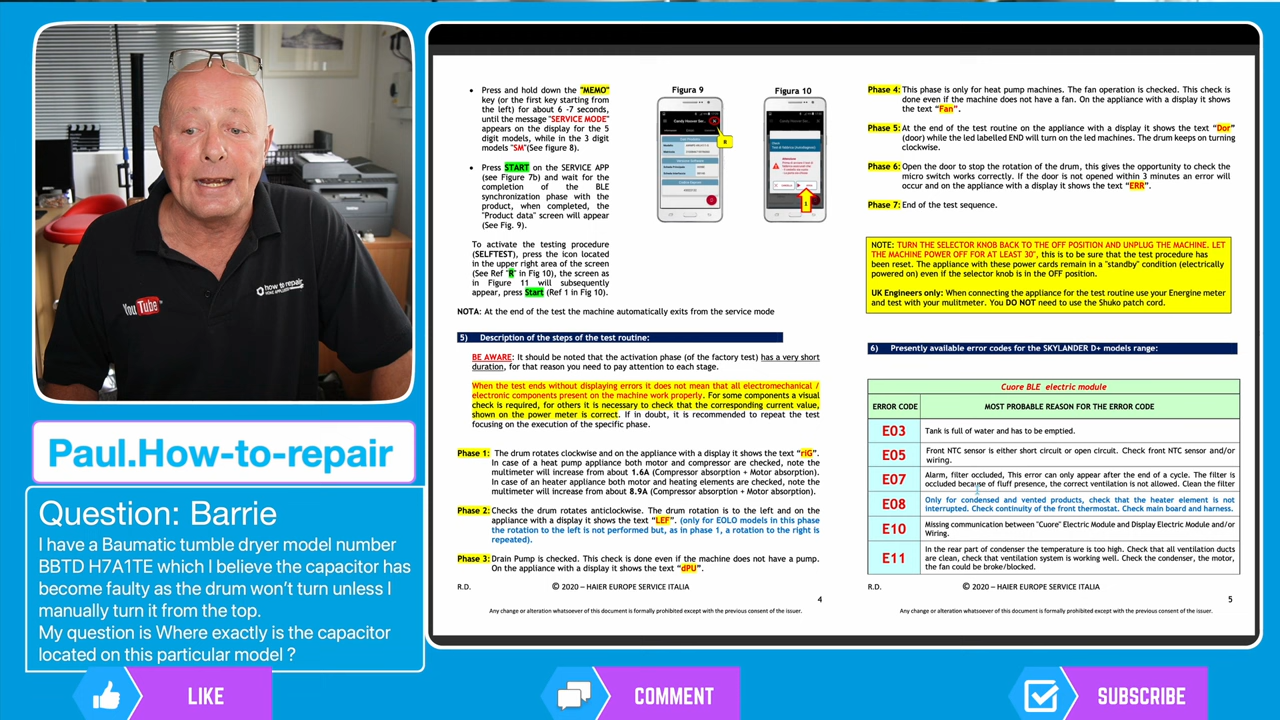 You Tube
how to repair
HOME APPLIANCES
Paul.How-to-repair
Question: Barrie
I have a Baumatic tumble dryer model number
BBTD H7A1TE which I believe the capacitor has
become faulty as the drum won't turn unless I
manually turn it from the top.
My question is Where exactly is the capacitor
located on this particular model ?
• Press and hold down the "MEMO"
key (or the first key starting from
the left) for about 6 -7 seconds,
until the message "SERVICE MODE"
appears on the display for the 5
digit models, while in the 3 digit
models "SM"(See figure 8).
• Press START on the SERVICE APP
(see Figure 7b) and wait for the
completion of the BLE
synchronization phase with the
product, when completed, the
"Product data" screen will appear
(See Fig. 9).
To activate the testing procedure
(SELFTEST), press the icon located
in the upper right area of the screen
(See Ref "R" in Fig 10), the screen as
in Figure 11 will subsequently
appear, press Start (Ref 1 in Fig 10).
Figura 9
R
Figura 10
1
NOTA: At the end of the test the machine automatically exits from the service mode
5) Description of the steps of the test routine:
BE AWARE: It should be noted that the activation phase (of the factory test) has a very short
duration, for that reason you need to pay attention to each stage.
When the test ends without displaying errors it does not mean that all electromechanical /
electronic components present on the machine work properly. For some components a visual
check is required, for others it is necessary to check that the corresponding current value,
shown on the power meter is correct. If in doubt, it is recommended to repeat the test
focusing on the execution of the specific phase.
Phase 1: The drum rotates clockwise and on the appliance with a display it shows the text "riG"
In case of a heat pump appliance both motor and compressor are checked, note the
multimeter will increase from about 1.6A (Compressor absorption + Motor absorption).
In case of an heater appliance both motor and heating elements are checked, note the
multimeter will increase from about 8.9A (Compressor absorption + Motor absorption).
Phase 2: Checks the drum rotates anticlockwise. The drum rotation is to the left and on the
appliance with a display it shows the text "LEF". (only for EOLO models in this phase
the rotation to the left is not performed but, as in phase 1, a rotation to the right is
repeated).
Phase 3: Drain Pump is checked. This check is done even if the machine does not have a pump.
On the appliance with a display it shows the text "dPU")
R.D. © 2020 – HAIER EUROPE SERVICE ITALIA
4
Any change or alteration whatsoever of this document is formally prohibited except with the previous consent of the issuer.
Phase 4: This phase is only for heat pump machines. The fan operation is checked. This check is
done even if the machine does not have a fan. On the appliance with a display it shows
the text "Fan".
Phase 5: At the end of the test routine on the appliance with a display it shows the text "Dor"
(door) while the led labelled END will turn on the led machines. The drum keeps on turning
clockwise.
Phase 6: Open the door to stop the rotation of the drum, this gives the opportunity to check the
micro switch works correctly. If the door is not opened within 3 minutes an error will
occur and on the appliance with a display it shows the text "ERR".
Phase 7: End of the test sequence.
NOTE: TURN THE SELECTOR KNOB BACK TO THE OFF POSITION AND UNPLUG THE MACHINE. LET
THE MACHINE POWER OFF FOR AT LEAST 30", this is to be sure that the test procedure has
been reset. The appliance with these power cards remain in a "standby" condition (electrically
powered on) even if the selector knob is in the OFF position.
UK Engineers only: When connecting the appliance for the test routine use your Energine meter
and test with your mulitmeter. You DO NOT need to use the Shuko patch cord.
6) Presently available error codes for the SKYLANDER D+ models range:
Cuore BLE electric module
ERROR CODE MOST PROBABLE REASON FOR THE ERROR CODE
E03 Tank is full of water and has to be emptied.
E05 Front NTC sensor is either short circuit or open circuit. Check front NTC sensor and/or
wiring.
E07 Alarm, filter occluded, This error can only appear after the end of a cycle. The filter is
occluded because of fluff presence, the correct ventilation is not allowed. Clean the filter
E08 Only for condensed and vented products, check that the heater element is not
interrupted. Check continuity of the front thermostat. Check main board and harness.
E10 Missing communication between "Cuore" Electric Module and Display Electric Module and/or
Wiring.
E11 In the rear part of condenser the temperature is too high. Check that all ventilation ducts
are clean, check that ventilation system is working well. Check the condenser, the motor,
the fan could be broke/blocked.
R.D. © 2020 – HAIER EUROPE SERVICE ITALIA
5
Any change or alteration whatsoever of this document is formally prohibited except with the previous consent of the issuer.
LIKE
COMMENT
SUBSCRIBE